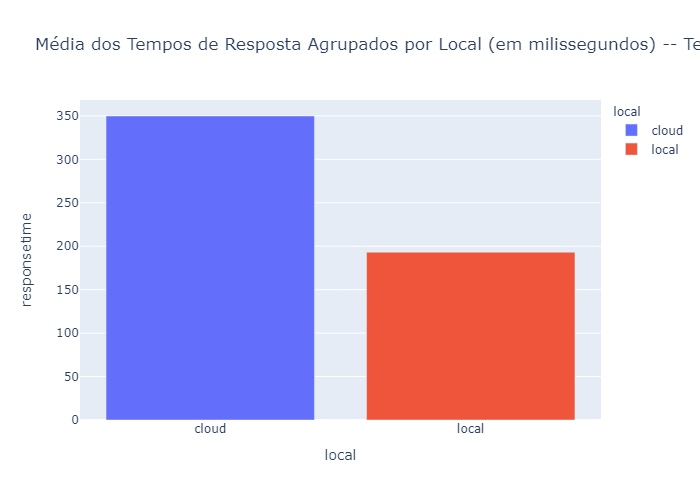 Média dos Tempos de Resposta Agrupados por Local (em milissegundos) -- Te
350
300
250
200
150
100
50
0
responsetime
cloud
local
local
local
cloud
local